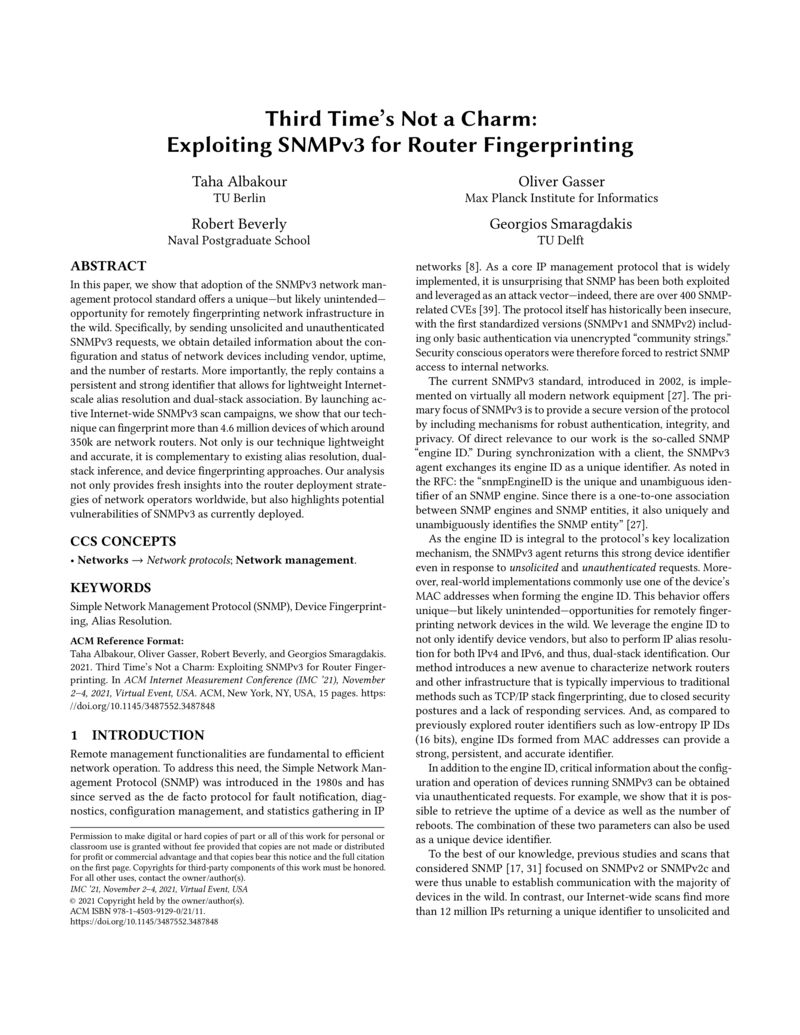 Third Time's Not a Charm:
Exploiting SNMPv3 for Router Fingerprinting
Taha Albakour
TU Berlin
Oliver Gasser
Max Planck Institute for Informatics
Robert Beverly
Naval Postgraduate School
Georgios Smaragdakis
TU Delft
ABSTRACT
In this paper, we show that adoption of the SNMPv3 network man-
agement protocol standard offers a unique—but likely unintended—
opportunity for remotely fingerprinting network infrastructure in
the wild. Specifically, by sending unsolicited and unauthenticated
SNMPv3 requests, we obtain detailed information about the con-
figuration and status of network devices including vendor, uptime,
and the number of restarts. More importantly, the reply contains a
persistent and strong identifier that allows for lightweight Internet-
scale alias resolution and dual-stack association. By launching ac-
tive Internet-wide SNMPv3 scan campaigns, we show that our tech-
nique can fingerprint more than 4.6 million devices of which around
350k are network routers. Not only is our technique lightweight
and accurate, it is complementary to existing alias resolution, dual-
stack inference, and device fingerprinting approaches. Our analysis
not only provides fresh insights into the router deployment strate-
gies of network operators worldwide, but also highlights potential
vulnerabilities of SNMPv3 as currently deployed.
CCS CONCEPTS
• Networks → Network protocols; Network management.
KEYWORDS
Simple Network Management Protocol (SNMP), Device Fingerprint-
ing, Alias Resolution.
ACM Reference Format:
Taha Albakour, Oliver Gasser, Robert Beverly, and Georgios Smaragdakis.
2021. Third Time's Not a Charm: Exploiting SNMPv3 for Router Finger-
printing. In ACM Internet Measurement Conference (IMC '21), November
2–4, 2021, Virtual Event, USA. ACM, New York, NY, USA, 15 pages. https:
//doi.org/10.1145/3487552.3487848
1 INTRODUCTION
Remote management functionalities are fundamental to efficient
network operation. To address this need, the Simple Network Man-
agement Protocol (SNMP) was introduced in the 1980s and has
since served as the de facto protocol for fault notification, diag-
nostics, configuration management, and statistics gathering in IP
Permission to make digital or hard copies of part or all of this work for personal or
classroom use is granted without fee provided that copies are not made or distributed
for profit or commercial advantage and that copies bear this notice and the full citation
on the first page. Copyrights for third-party components of this work must be honored.
For all other uses, contact the owner/author(s).
IMC '21, November 2–4, 2021, Virtual Event, USA
© 2021 Copyright held by the owner/author(s).
ACM ISBN 978-1-4503-9129-0/21/11.
https://doi.org/10.1145/3487552.3487848
networks [8]. As a core IP management protocol that is widely
implemented, it is unsurprising that SNMP has been both exploited
and leveraged as an attack vector—indeed, there are over 400 SNMP-
related CVEs [39]. The protocol itself has historically been insecure,
with the first standardized versions (SNMPv1 and SNMPv2) includ-
ing only basic authentication via unencrypted “community strings.”
Security conscious operators were therefore forced to restrict SNMP
access to internal networks.
The current SNMPv3 standard, introduced in 2002, is imple-
mented on virtually all modern network equipment [27]. The pri-
mary focus of SNMPv3 is to provide a secure version of the protocol
by including mechanisms for robust authentication, integrity, and
privacy. Of direct relevance to our work is the so-called SNMP
“engine ID.” During synchronization with a client, the SNMPv3
agent exchanges its engine ID as a unique identifier. As noted in
the RFC: the “snmpEngineID is the unique and unambiguous iden-
tifier of an SNMP engine. Since there is a one-to-one association
between SNMP engines and SNMP entities, it also uniquely and
unambiguously identifies the SNMP entity” [27].
As the engine ID is integral to the protocol's key localization
mechanism, the SNMPv3 agent returns this strong device identifier
even in response to unsolicited and unauthenticated requests. More-
over, real-world implementations commonly use one of the device's
MAC addresses when forming the engine ID. This behavior offers
unique—but likely unintended—opportunities for remotely finger-
printing network devices in the wild. We leverage the engine ID to
not only identify device vendors, but also to perform IP alias resolu-
tion for both IPv4 and IPv6, and thus, dual-stack identification. Our
method introduces a new avenue to characterize network routers
and other infrastructure that is typically impervious to traditional
methods such as TCP/IP stack fingerprinting, due to closed security
postures and a lack of responding services. And, as compared to
previously explored router identifiers such as low-entropy IP IDs
(16 bits), engine IDs formed from MAC addresses can provide a
strong, persistent, and accurate identifier.
In addition to the engine ID, critical information about the config-
uration and operation of devices running SNMPv3 can be obtained
via unauthenticated requests. For example, we show that it is pos-
sible to retrieve the uptime of a device as well as the number of
reboots. The combination of these two parameters can also be used
as a unique device identifier.
To the best of our knowledge, previous studies and scans that
considered SNMP [17, 31] focused on SNMPv2 or SNMPv2c and
were thus unable to establish communication with the majority of
devices in the wild. In contrast, our Internet-wide scans find more
than 12 million IPs returning a unique identifier to unsolicited and